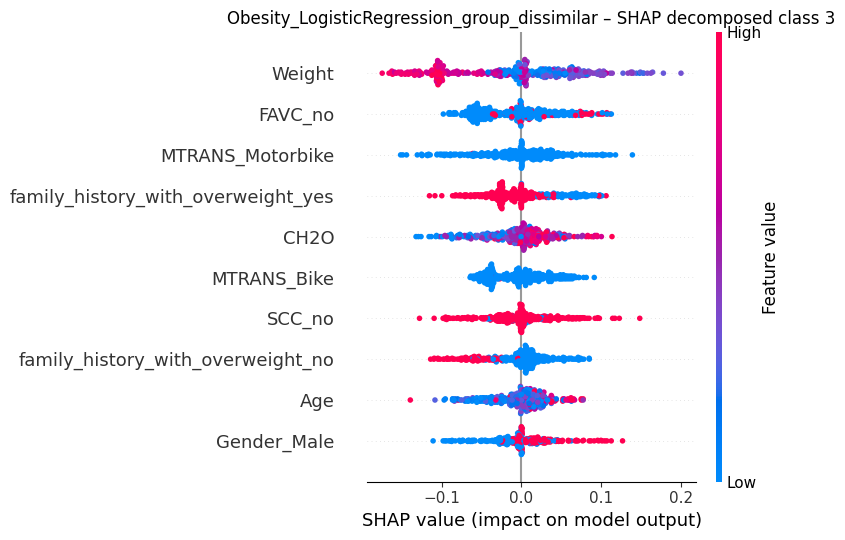 Obesity_LogisticRegression_group_dissimilar – SHAP decomposed class 3
High
Weight
FAVC_no
MTRANS_Motorbike
family_history_with_overweight_yes
CH2O
MTRANS_Bike
SCC_no
family_history_with_overweight_no
Age
Gender_Male
Feature value
Low
−0.1 0.0 0.1 0.2
SHAP value (impact on model output)